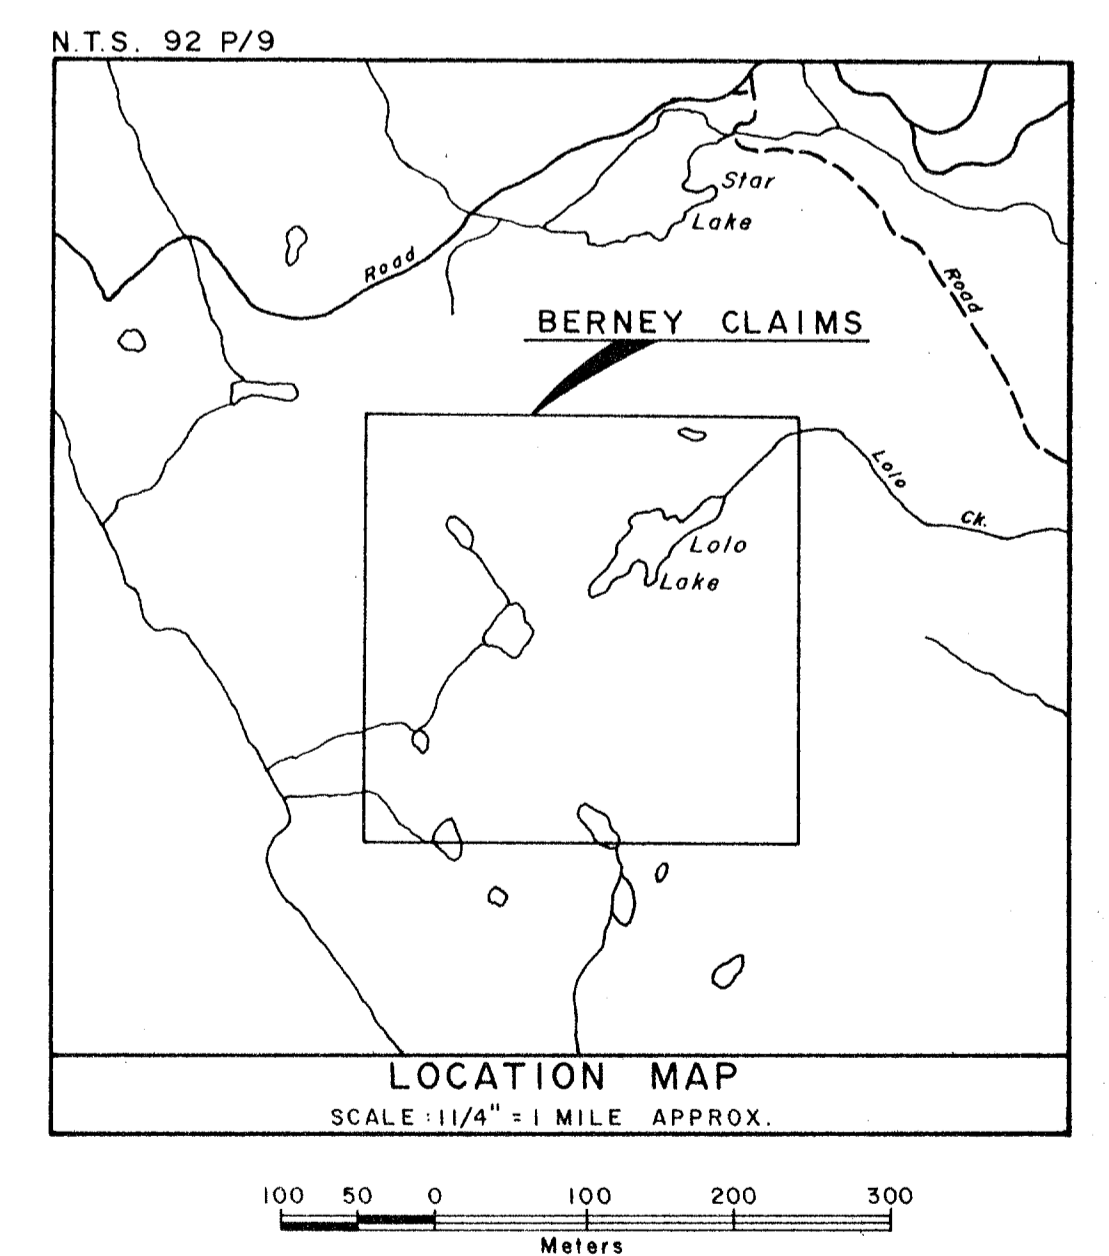 N.T.S. 92 P/9
Star
Lake
Road
Road
BERNEY CLAIMS
Lolo
Ck.
Lolo
Lake
LOCATION MAP
SCALE : 1 1/4" = 1 MILE APPROX.
100 50 0 100 200 300
Meters